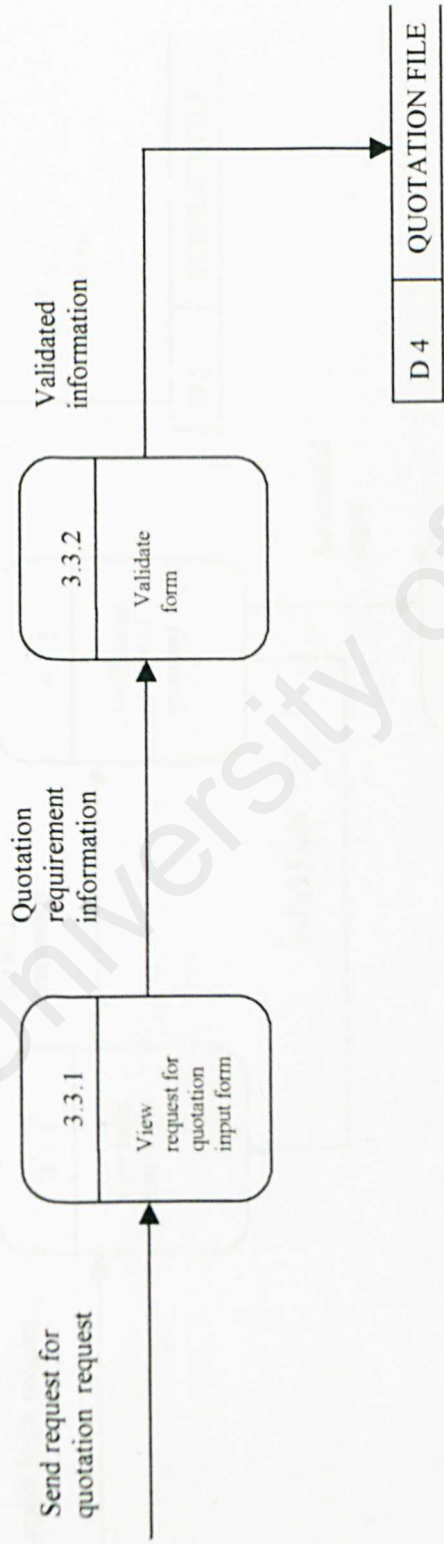 Send request for
quotation request
3.3.1
View
request for
quotation
input form
Quotation
requirement
information
3.3.2
Validate
form
Validated
information
D 4
QUOTATION FILE
University